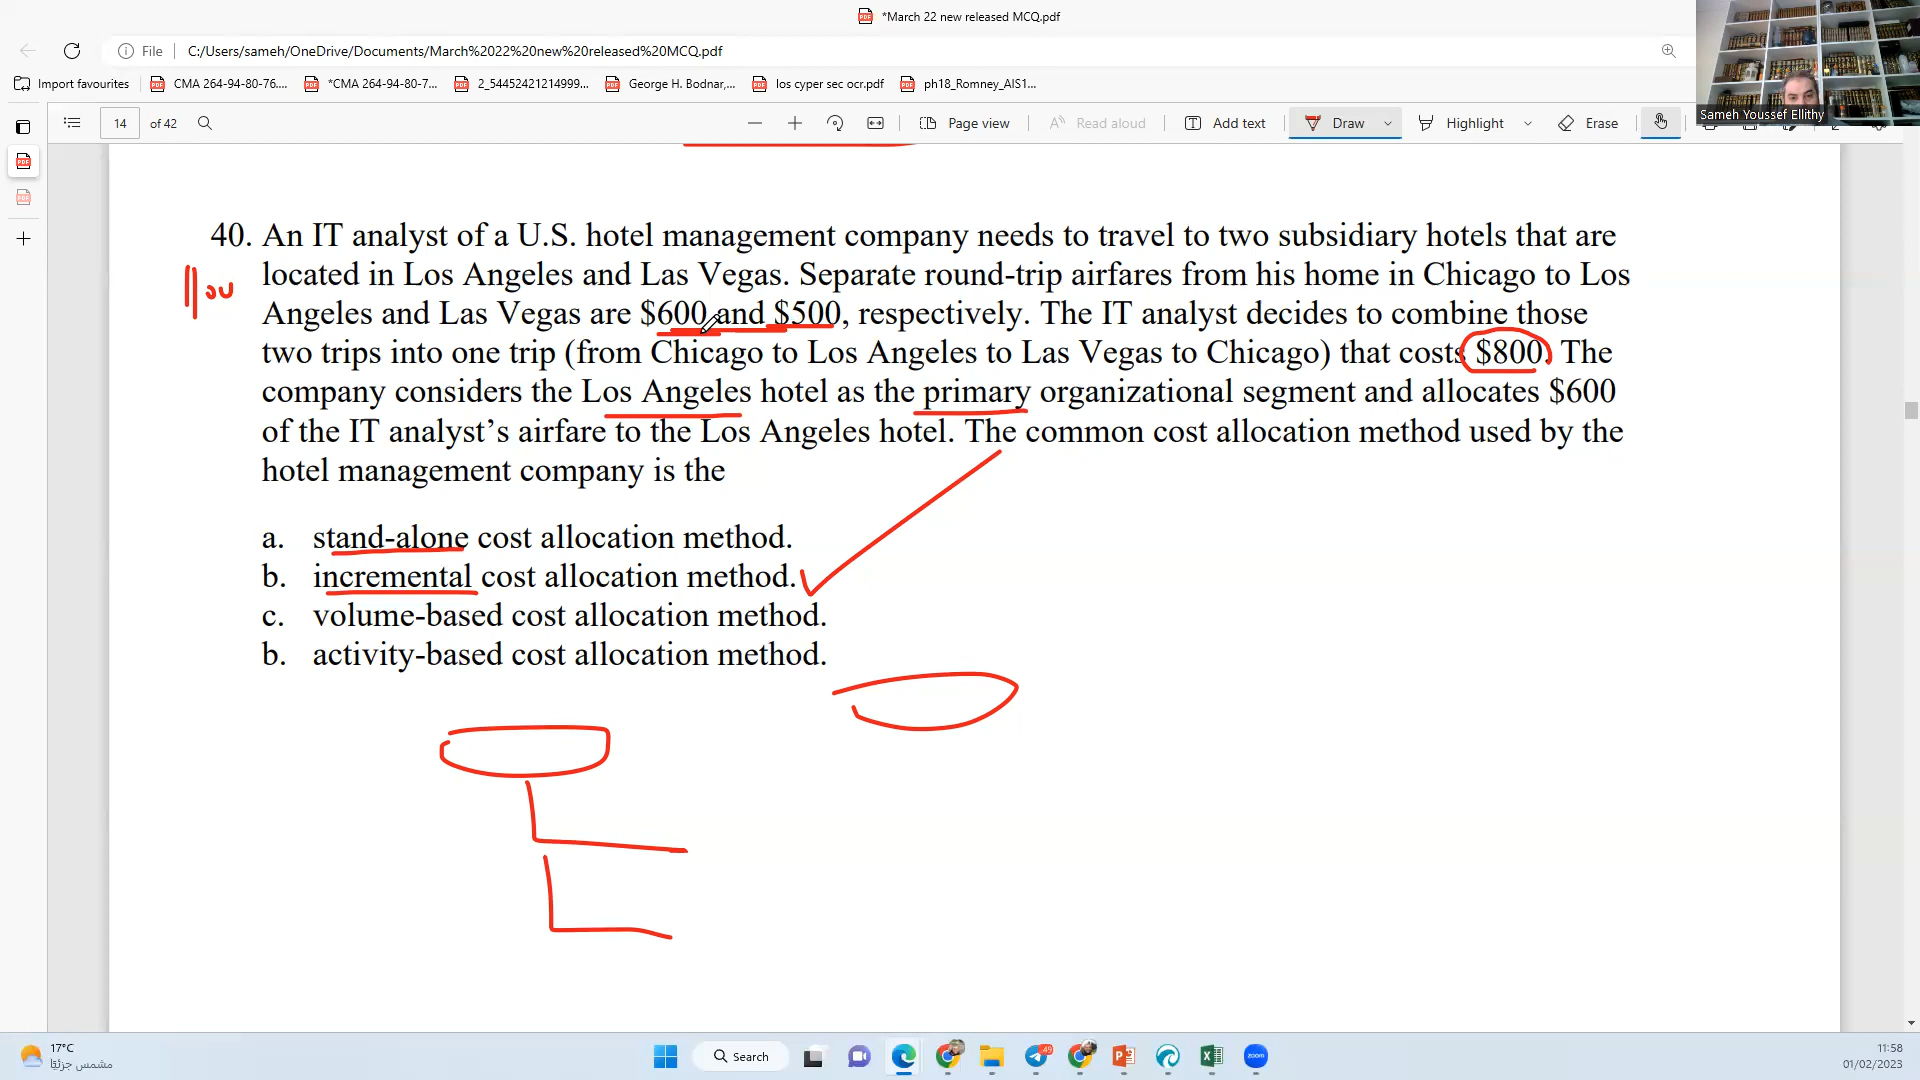 *March 22 new released MCQ.pdf
File
C:/Users/sameh/OneDrive/Documents/March%2022%20new%20released%20MCQ.pdf
Import favourites
CMA 264-94-80-76....
*CMA 264-94-80-7...
2_54452421214999...
George H. Bodnar,...
los cyper sec ocr.pdf
ph18_Romney_AIS1...
Sameh Youssef Ellithy
14
of 42
Page view
Read aloud
Add text
Draw
Highlight
Erase
40. An IT analyst of a U.S. hotel management company needs to travel to two subsidiary hotels that are
located in Los Angeles and Las Vegas. Separate round-trip airfares from his home in Chicago to Los
Angeles and Las Vegas are $600 and $500, respectively. The IT analyst decides to combine those
two trips into one trip (from Chicago to Los Angeles to Las Vegas to Chicago) that costs $800. The
company considers the Los Angeles hotel as the primary organizational segment and allocates $600
of the IT analyst’s airfare to the Los Angeles hotel. The common cost allocation method used by the
hotel management company is the
a. stand-alone cost allocation method.
b. incremental cost allocation method.
c. volume-based cost allocation method.
b. activity-based cost allocation method.
17°C
مشمس جزئيًا
Search
49
zoom
11:58
01/02/2023